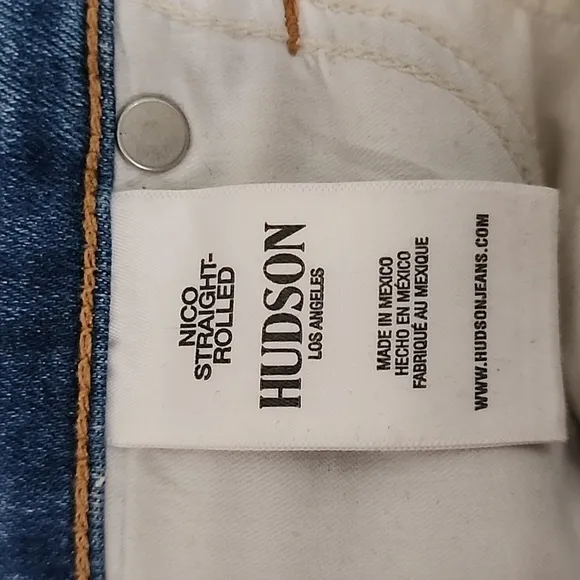 NICO
STRAIGHT-
ROLLED
HUDSON
LOS ANGELES
MADE IN MEXICO
HECHO EN MÉXICO
FABRIQUÉ AU MEXIQUE
WWW.HUDSONJEANS.COM